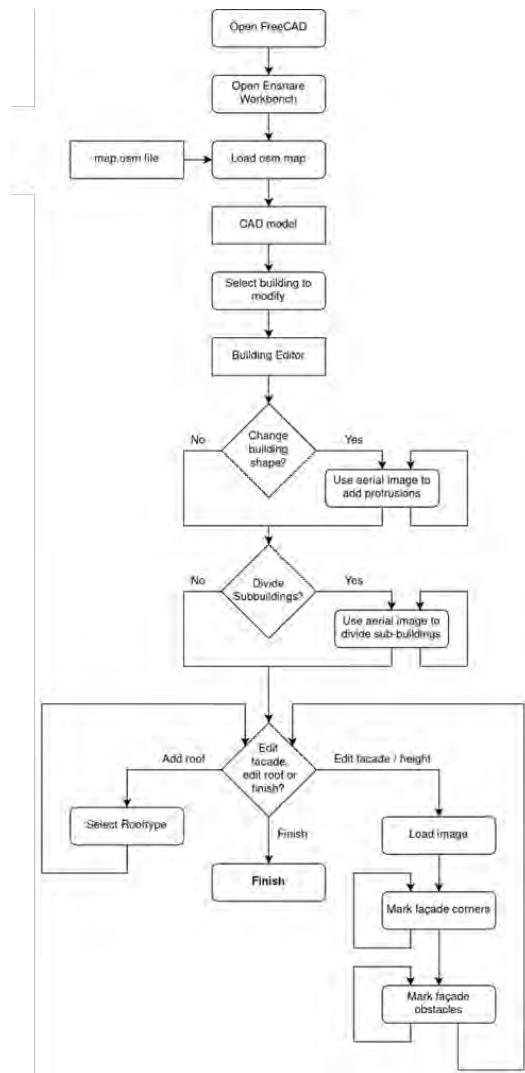 Open FreeCAD
Open Ensnare
Workbench
map.osm file
Load osm map
CAD model
Select building to
modify
Building Editor
No
Change
building
shape?
Yes
Use aerial image to
add protrusions
No
Divide
Subbuildings?
Yes
Use aerial image to
divide sub-buildings
Add roof
Edit
facade,
edit roof or
finish?
Edit facade / height
Select Rooftype
Finish
Load image
Finish
Mark façade corners
Mark façade
obstacles